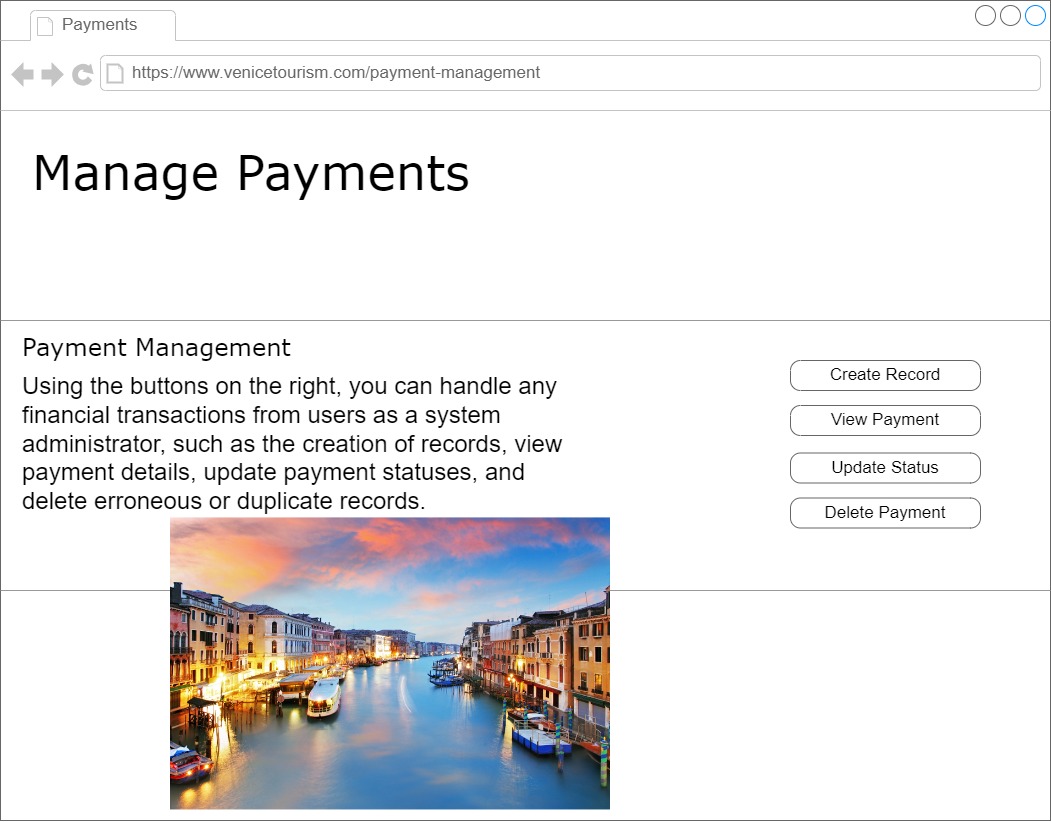 Payments
https://www.venicetourism.com/payment-management
Manage Payments
Payment Management
Using the buttons on the right, you can handle any
financial transactions from users as a system
administrator, such as the creation of records, view
payment details, update payment statuses, and
delete erroneous or duplicate records.
Create Record
View Payment
Update Status
Delete Payment